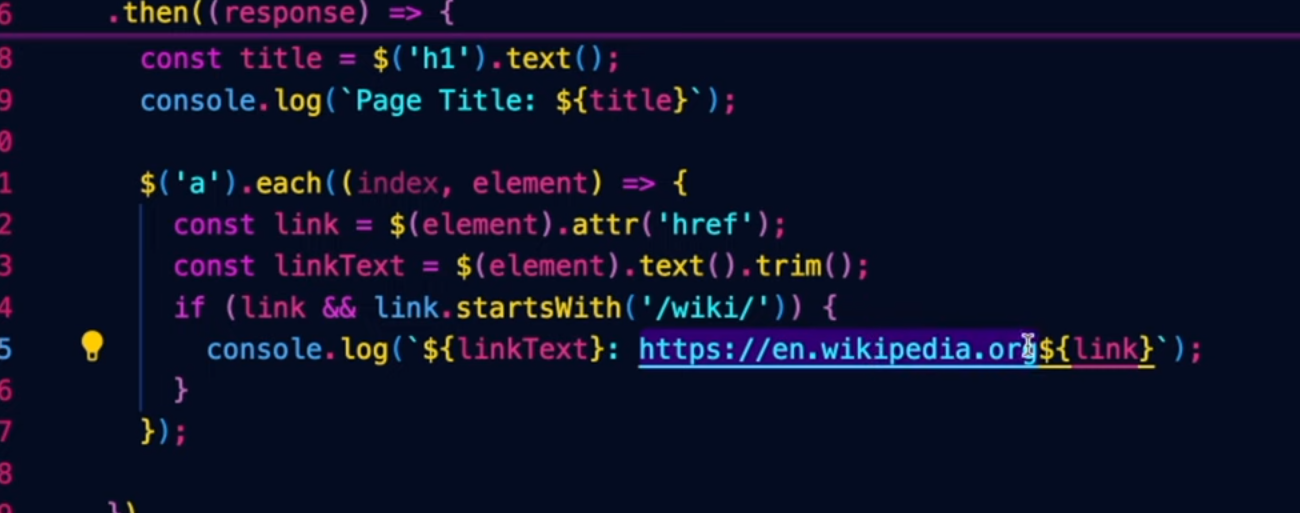 6 .then((response) => {
8 const title = $('h1').text();
9 console.log(`Page Title: ${title}`);
0
1 $('a').each((index, element) => {
2 const link = $(element).attr('href');
3 const linkText = $(element).text().trim();
4 if (link && link.startsWith('/wiki/')) {
5 console.log(`${linkText}: https://en.wikipedia.org${link}`);
6 }
7 });
8
})